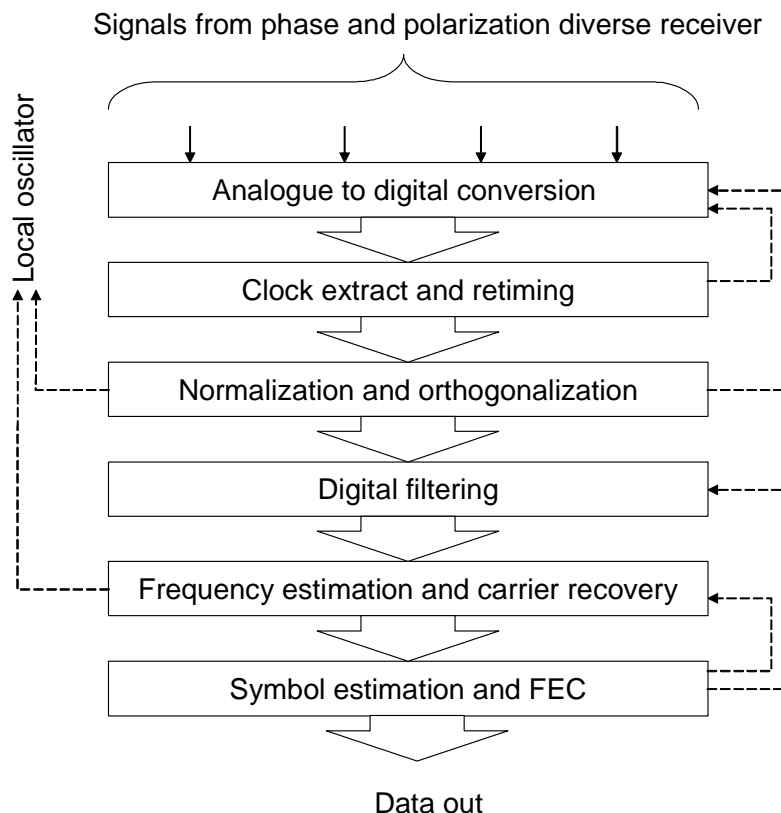 Signals from phase and polarization diverse receiver
Local oscillator
Analogue to digital conversion
Clock extract and retiming
Normalization and orthogonalization
Digital filtering
Frequency estimation and carrier recovery
Symbol estimation and FEC
Data out